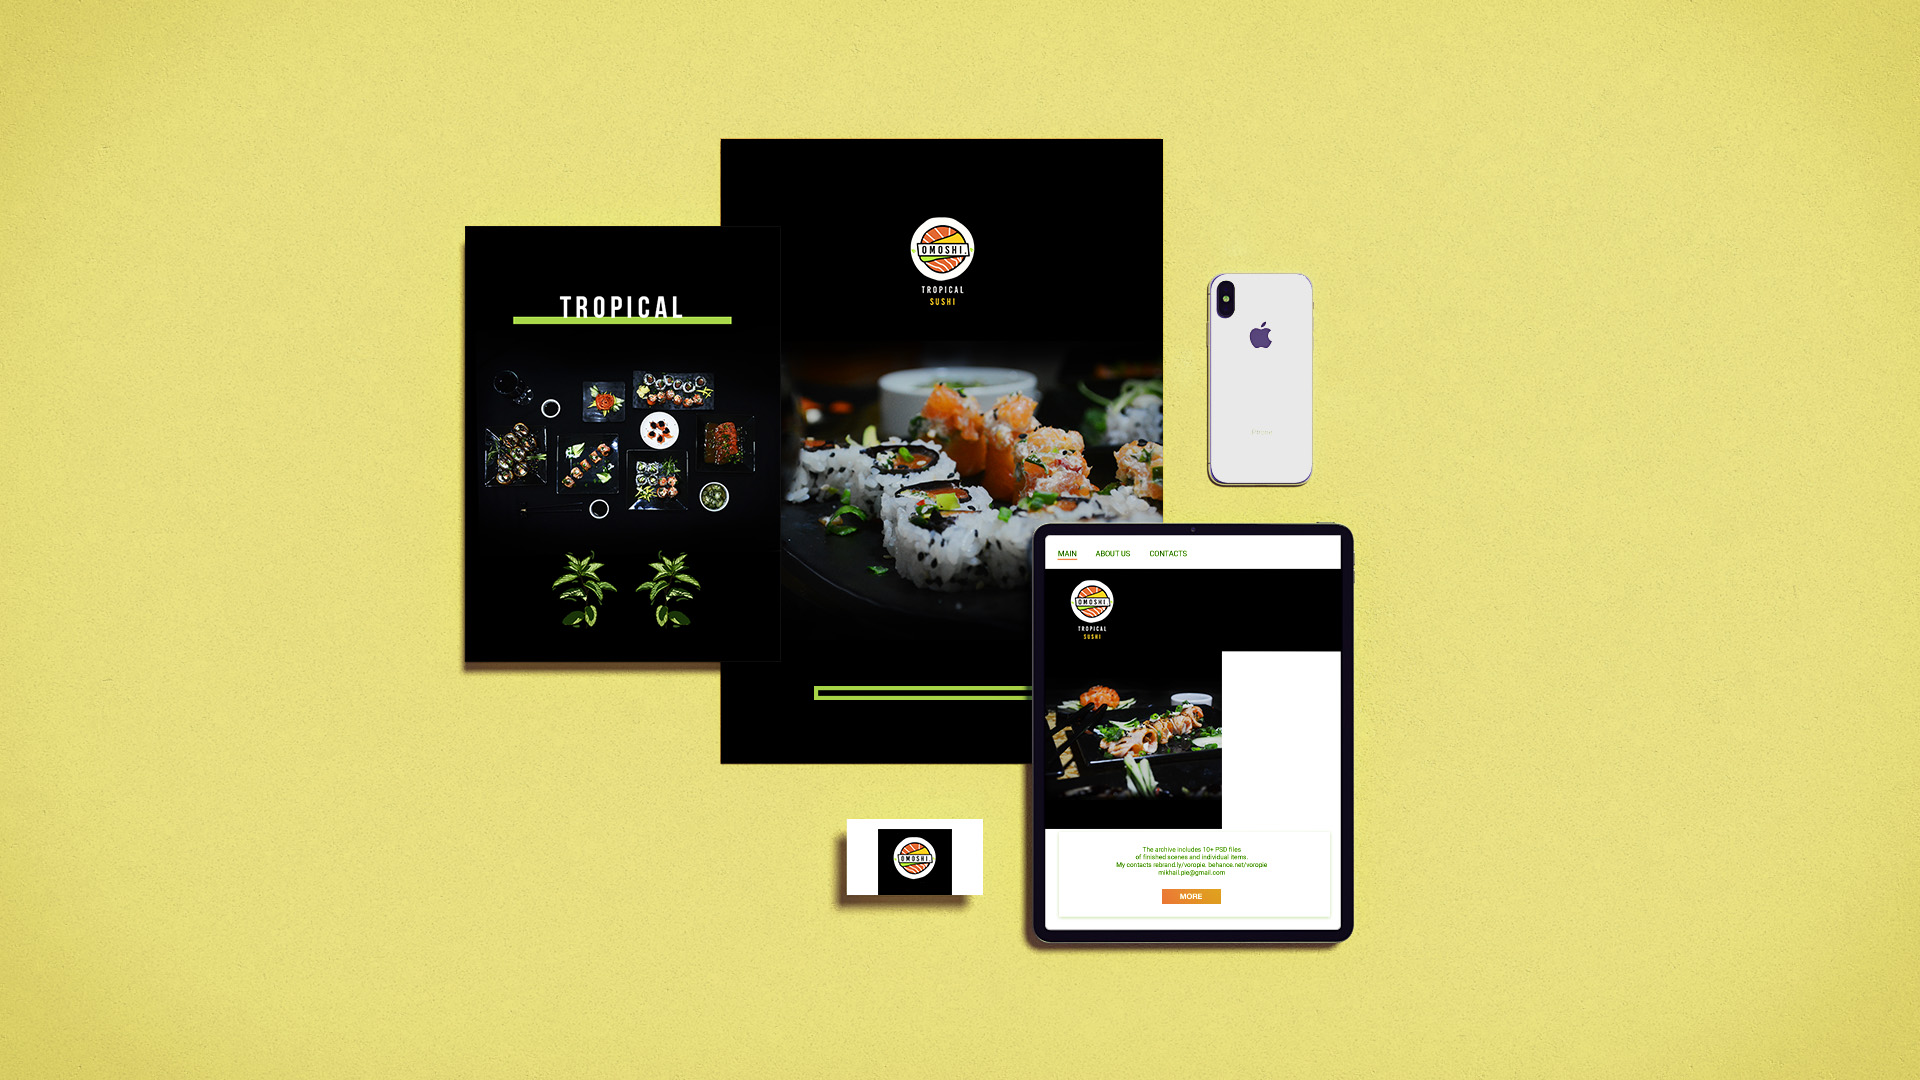 TROPICAL
OMOSHI.
TROPICAL
SUSHI
MAIN ABOUT US CONTACTS
OMOSHI.
TROPICAL
SUSHI
The archive includes 10+ PSD files
of finished scenes and individual items.
My contacts rebrand.ly/voropie, behance.net/voropie
mikhail.pie@gmail.com
MORE
OMOSHI.